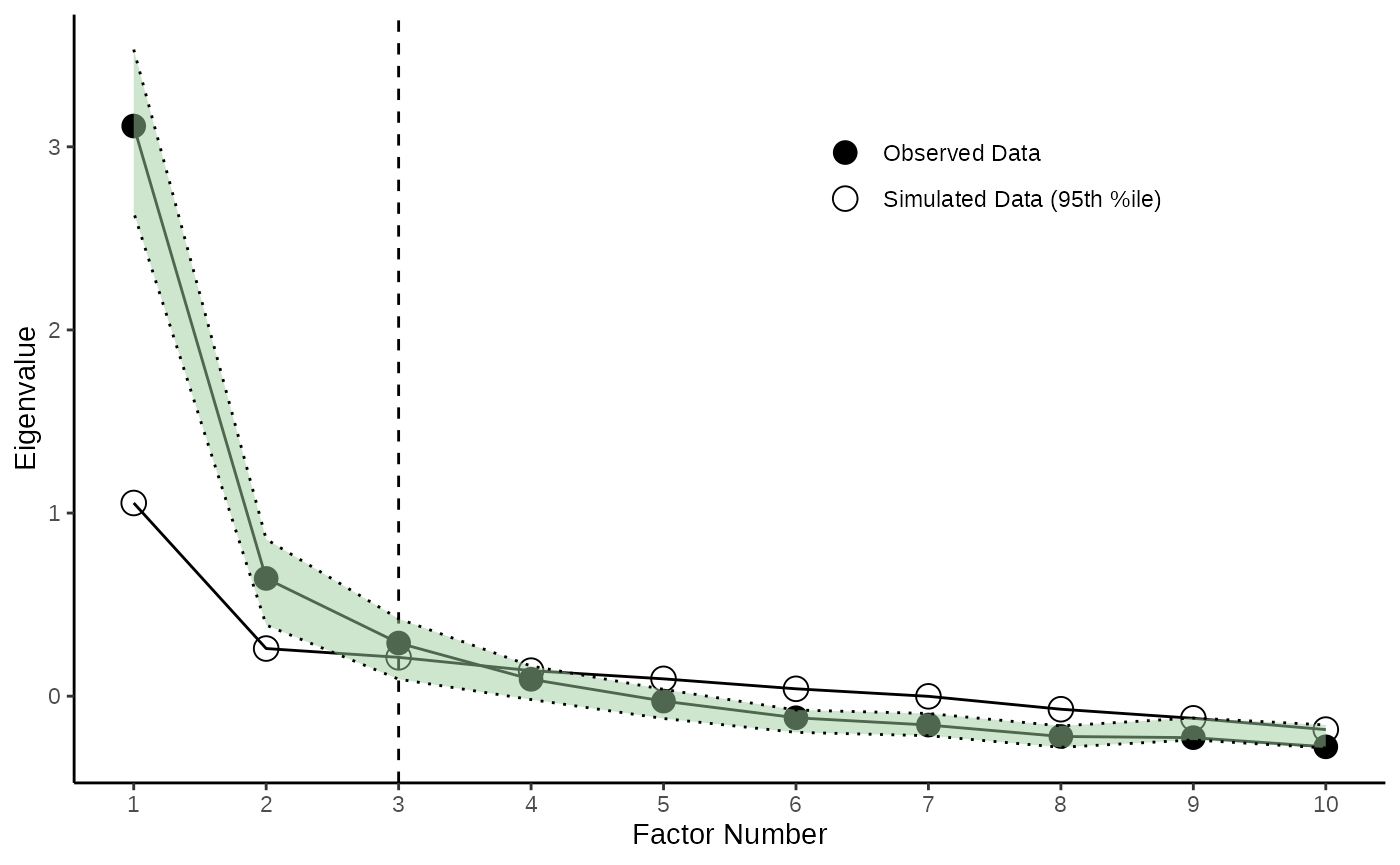 3
2
1
0
Eigenvalue
Observed Data
Simulated Data (95th %ile)
1 2 3 4 5 6 7 8 9 10
Factor Number